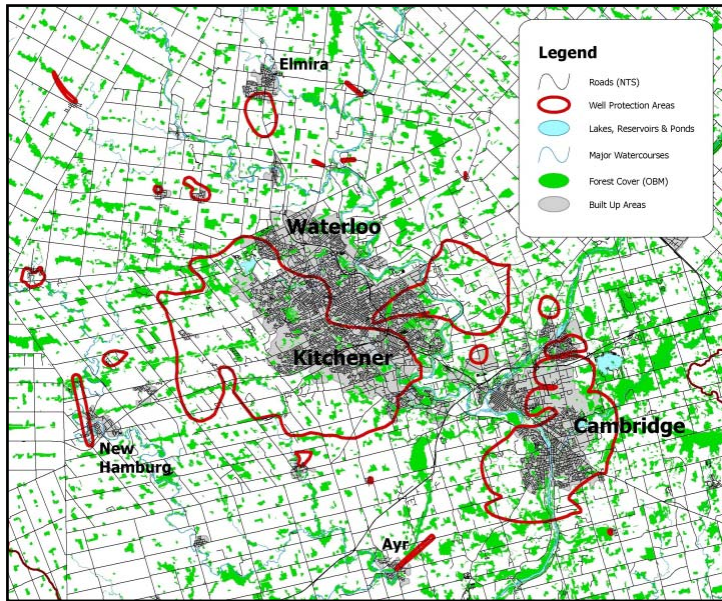 Elmira
Legend
Roads (NTS)
Well Protection Areas
Lakes, Reservoirs & Ponds
Major Watercourses
Forest Cover (OBM)
Built Up Areas
Waterloo
Kitchener
Cambridge
New
Hamburg
Ayr